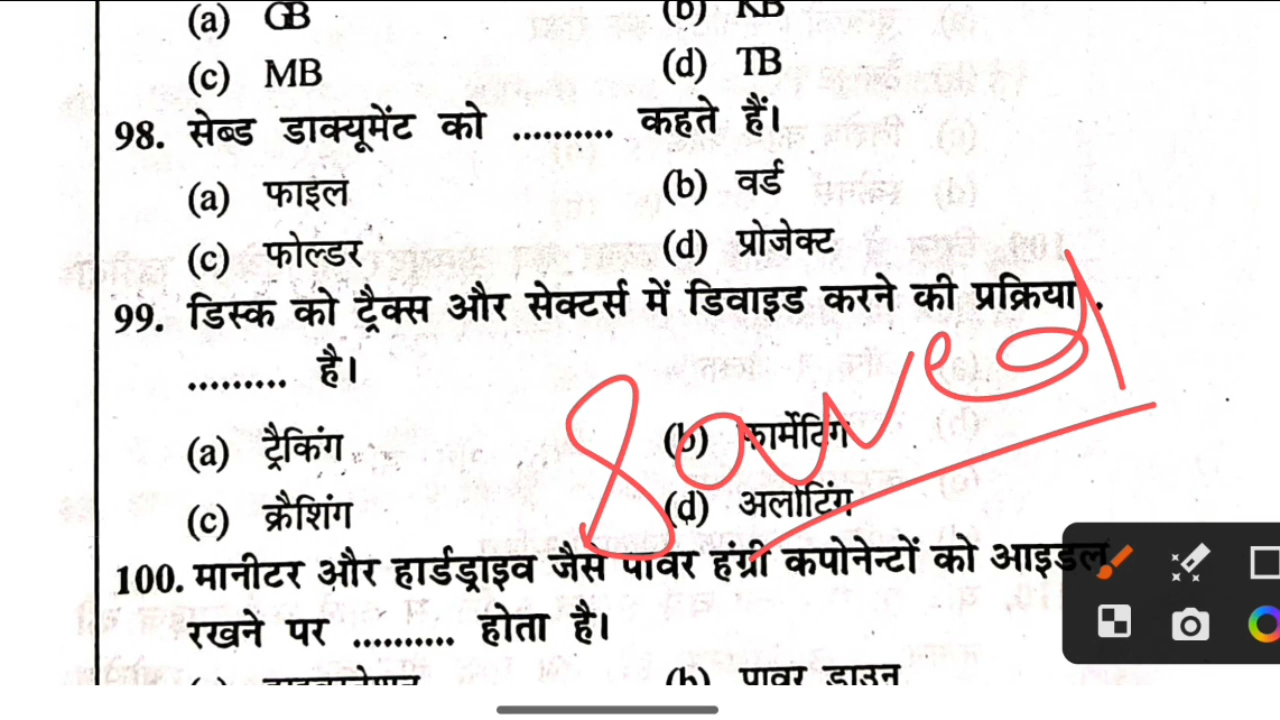 (a) GB (b) KB
(c) MB (d) TB
98. सेव्ड डाक्यूमेंट को .......... कहते हैं।
(a) फाइल (b) वर्ड
(c) फोल्डर (d) प्रोजेक्ट
99. डिस्क को ट्रैक्स और सेक्टर्स में डिवाइड करने की प्रक्रिया .
......... है।
(a) ट्रैकिंग (b) फार्मेटिंग
(c) क्रैशिंग (d) अलोटिंग
Saved
100. मानीटर और हार्डड्राइव जैसे पावर हंग्री कपोनेन्टों को आइडल
रखने पर .......... होता है।
(b) पावर डाउन